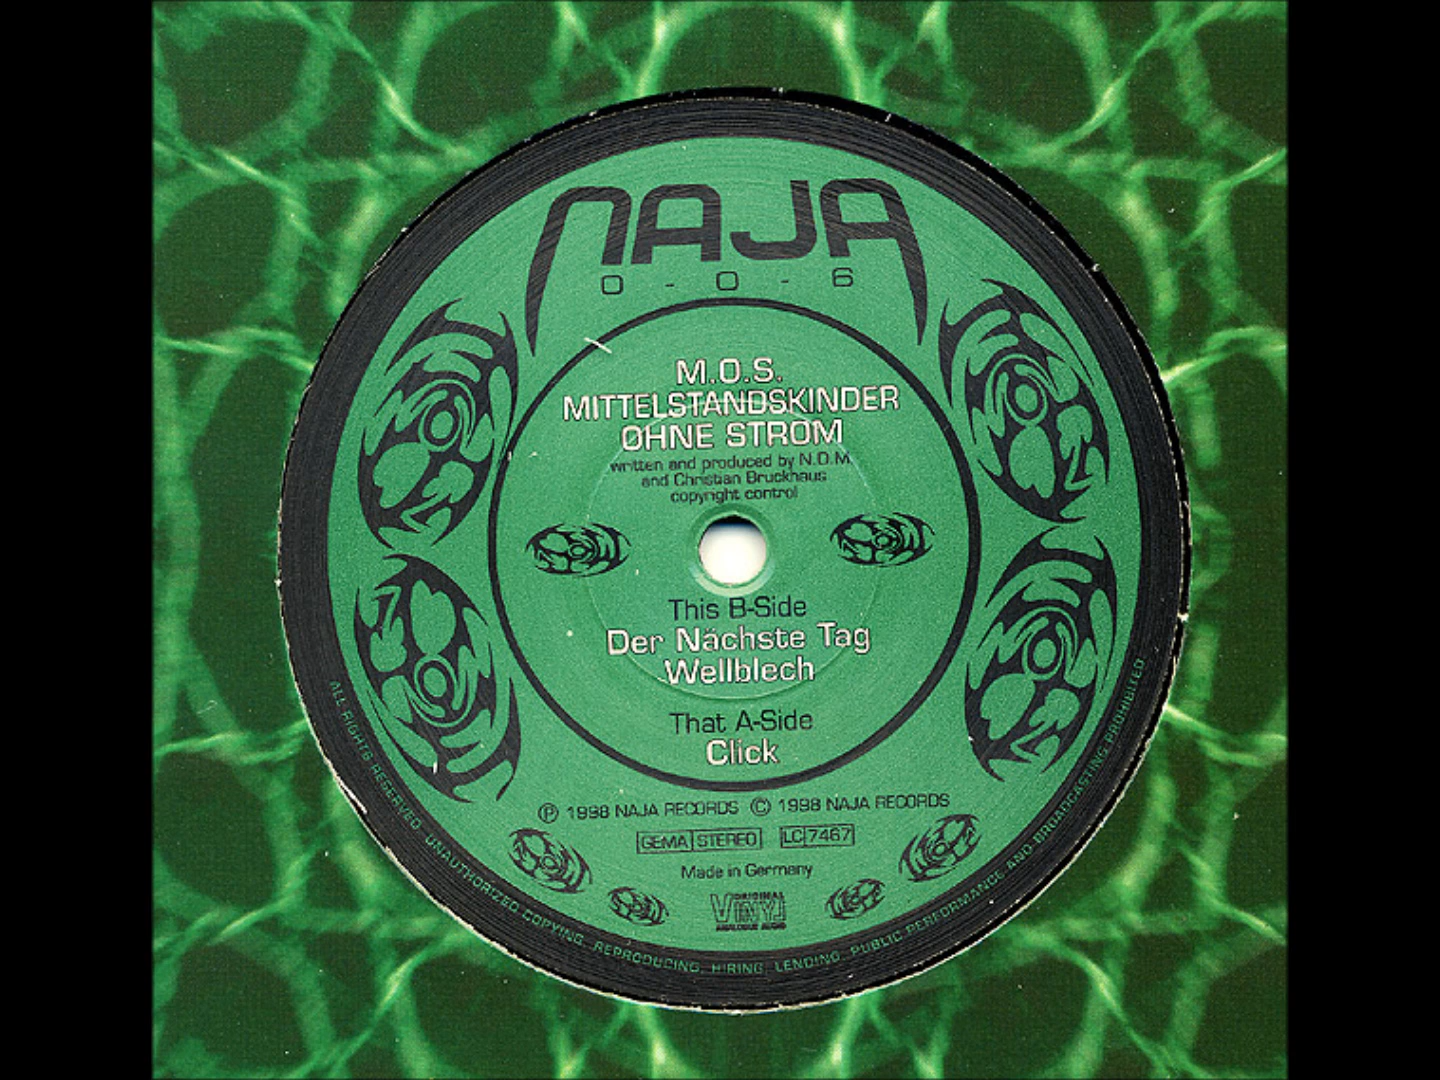 NAJA
0-0-6
M.O.S.
MITTELSTANDSKINDER
OHNE STROM
written and produced by N.O.M.
and Christian Bruckhaus
copyright control
This B-Side
Der Nächste Tag
Wellblech
That A-Side
Click
Ⓟ 1998 NAJA RECORDS © 1998 NAJA RECORDS
GEMA STEREO LC 7467
Made in Germany
ORIGINAL
VINYL
ANALOGUE AUDIO
ALL RIGHTS RESERVED. UNAUTHORIZED COPYING, REPRODUCING, HIRING, LENDING, PUBLIC PERFORMANCE AND BROADCASTING PROHIBITED